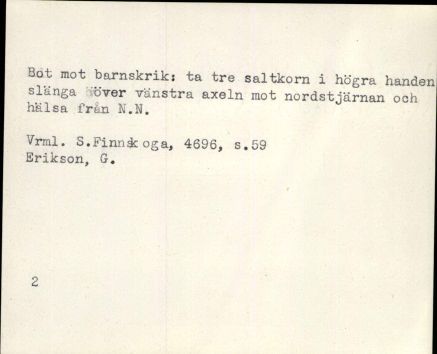 Bot mot barnskrik: ta tre saltkorn i högra handen
slänga över vänstra axeln mot nordstjärnan och
hälsa från N.N.
Vrml. S.Finnskoga, 4696, s.59
Erikson, G.
2